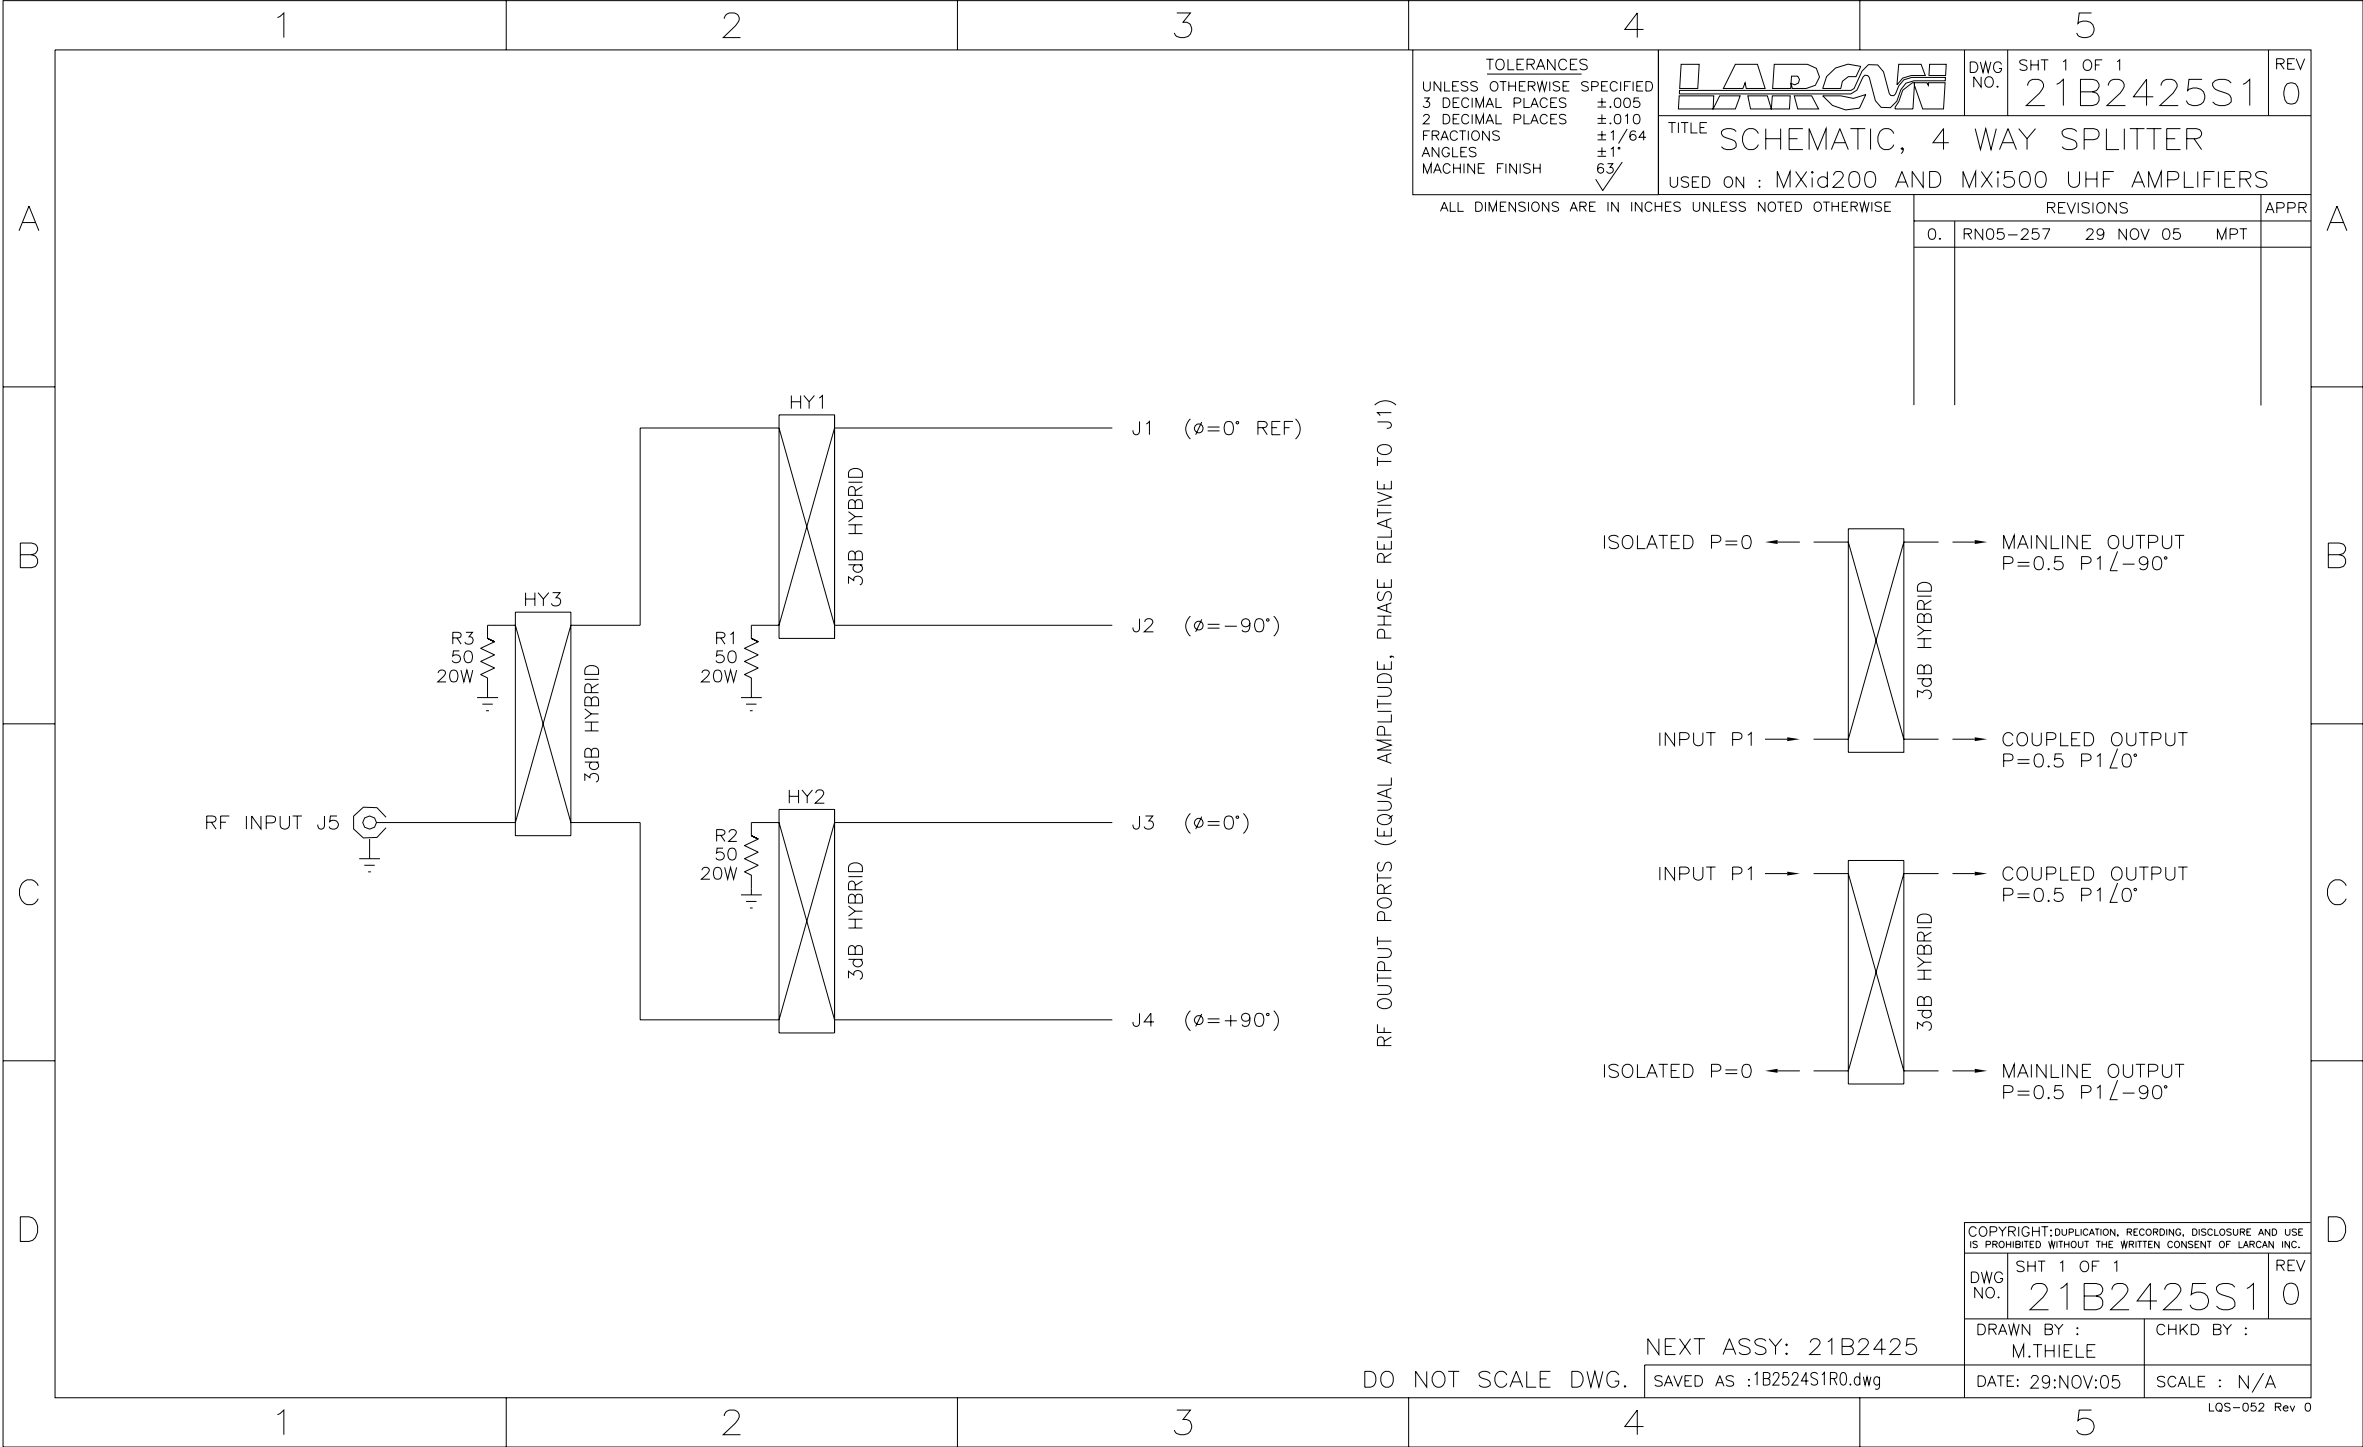 1 2 3 4 5
A
B
C
D
TOLERANCES
UNLESS OTHERWISE SPECIFIED
3 DECIMAL PLACES ±.005
2 DECIMAL PLACES ±.010
FRACTIONS ±1/64
ANGLES ±1°
MACHINE FINISH 63/
LARCAN
DWG NO.
SHT 1 OF 1
21B2425S1
REV
0
TITLE SCHEMATIC, 4 WAY SPLITTER
USED ON : MXid200 AND MXi500 UHF AMPLIFIERS
ALL DIMENSIONS ARE IN INCHES UNLESS NOTED OTHERWISE
REVISIONS APPR
0. RN05-257 29 NOV 05 MPT
A
B
C
D
HY1
3dB HYBRID
J1 (ø=0° REF)
J2 (ø=-90°)
R1
50
20W
HY3
3dB HYBRID
R3
50
20W
RF INPUT J5
HY2
3dB HYBRID
R2
50
20W
J3 (ø=0°)
J4 (ø=+90°)
RF OUTPUT PORTS (EQUAL AMPLITUDE, PHASE RELATIVE TO J1)
ISOLATED P=0
MAINLINE OUTPUT
P=0.5 P1∠-90°
3dB HYBRID
INPUT P1
COUPLED OUTPUT
P=0.5 P1∠0°
INPUT P1
COUPLED OUTPUT
P=0.5 P1∠0°
3dB HYBRID
ISOLATED P=0
MAINLINE OUTPUT
P=0.5 P1∠-90°
COPYRIGHT:DUPLICATION, RECORDING, DISCLOSURE AND USE
IS PROHIBITED WITHOUT THE WRITTEN CONSENT OF LARCAN INC.
DWG NO.
SHT 1 OF 1
21B2425S1
REV
0
NEXT ASSY: 21B2425
DRAWN BY :
M.THIELE
CHKD BY :
DO NOT SCALE DWG.
SAVED AS :1B2524S1R0.dwg
DATE: 29:NOV:05
SCALE : N/A
LQS-052 Rev 0
1 2 3 4 5